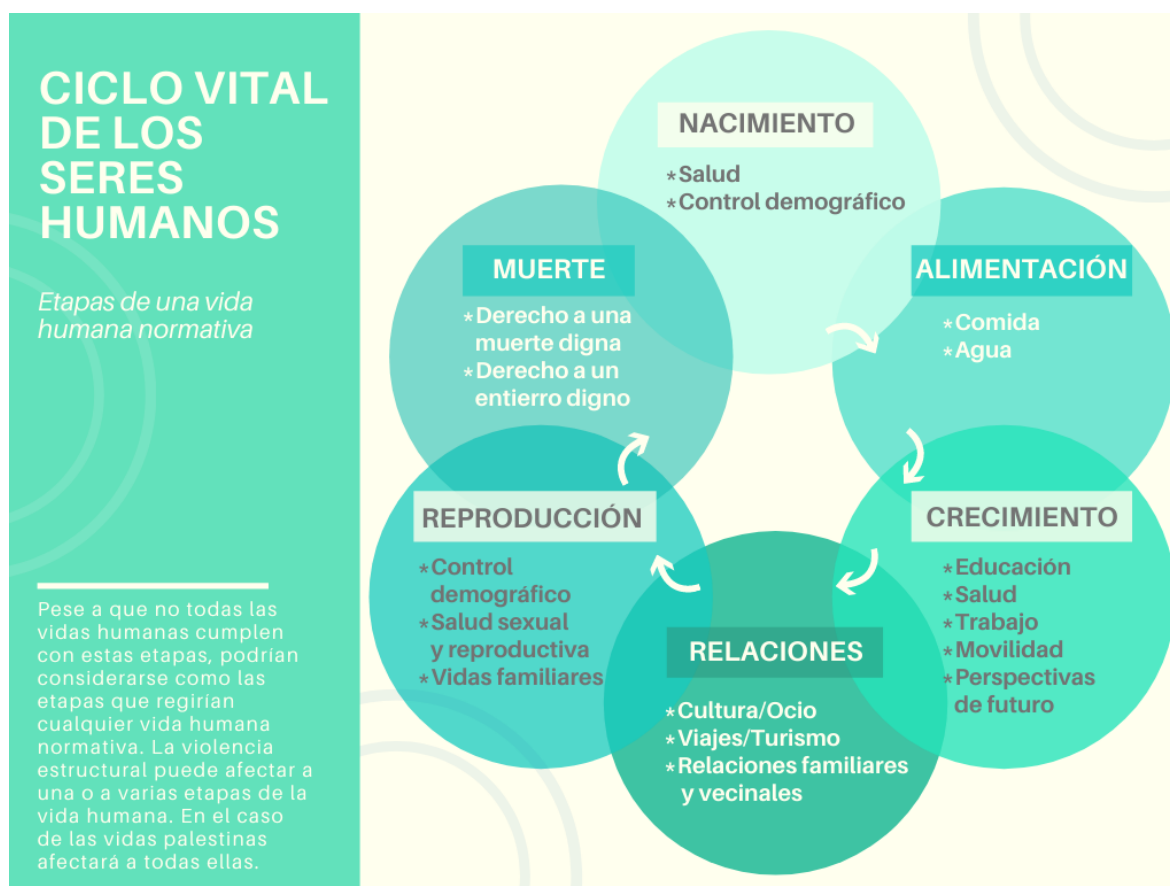 CICLO VITAL
DE LOS
SERES
HUMANOS
Etapas de una vida
humana normativa
Pese a que no todas las
vidas humanas cumplen
con estas etapas, podrían
considerarse como las
etapas que regirían
cualquier vida humana
normativa. La violencia
estructural puede afectar a
una o a varias etapas de la
vida humana. En el caso
de las vidas palestinas
afectará a todas ellas.
NACIMIENTO
*Salud
*Control demográfico
ALIMENTACIÓN
*Comida
*Agua
CRECIMIENTO
*Educación
*Salud
*Trabajo
*Movilidad
*Perspectivas
de futuro
RELACIONES
*Cultura/Ocio
*Viajes/Turismo
*Relaciones familiares
y vecinales
REPRODUCCIÓN
*Control
demográfico
*Salud sexual
y reproductiva
*Vidas familiares
MUERTE
*Derecho a una
muerte digna
*Derecho a un
entierro digno